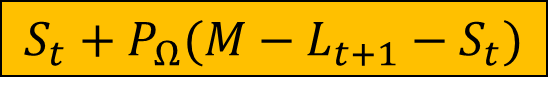 S_t + P_Ω(M − L_{t+1} − S_t)